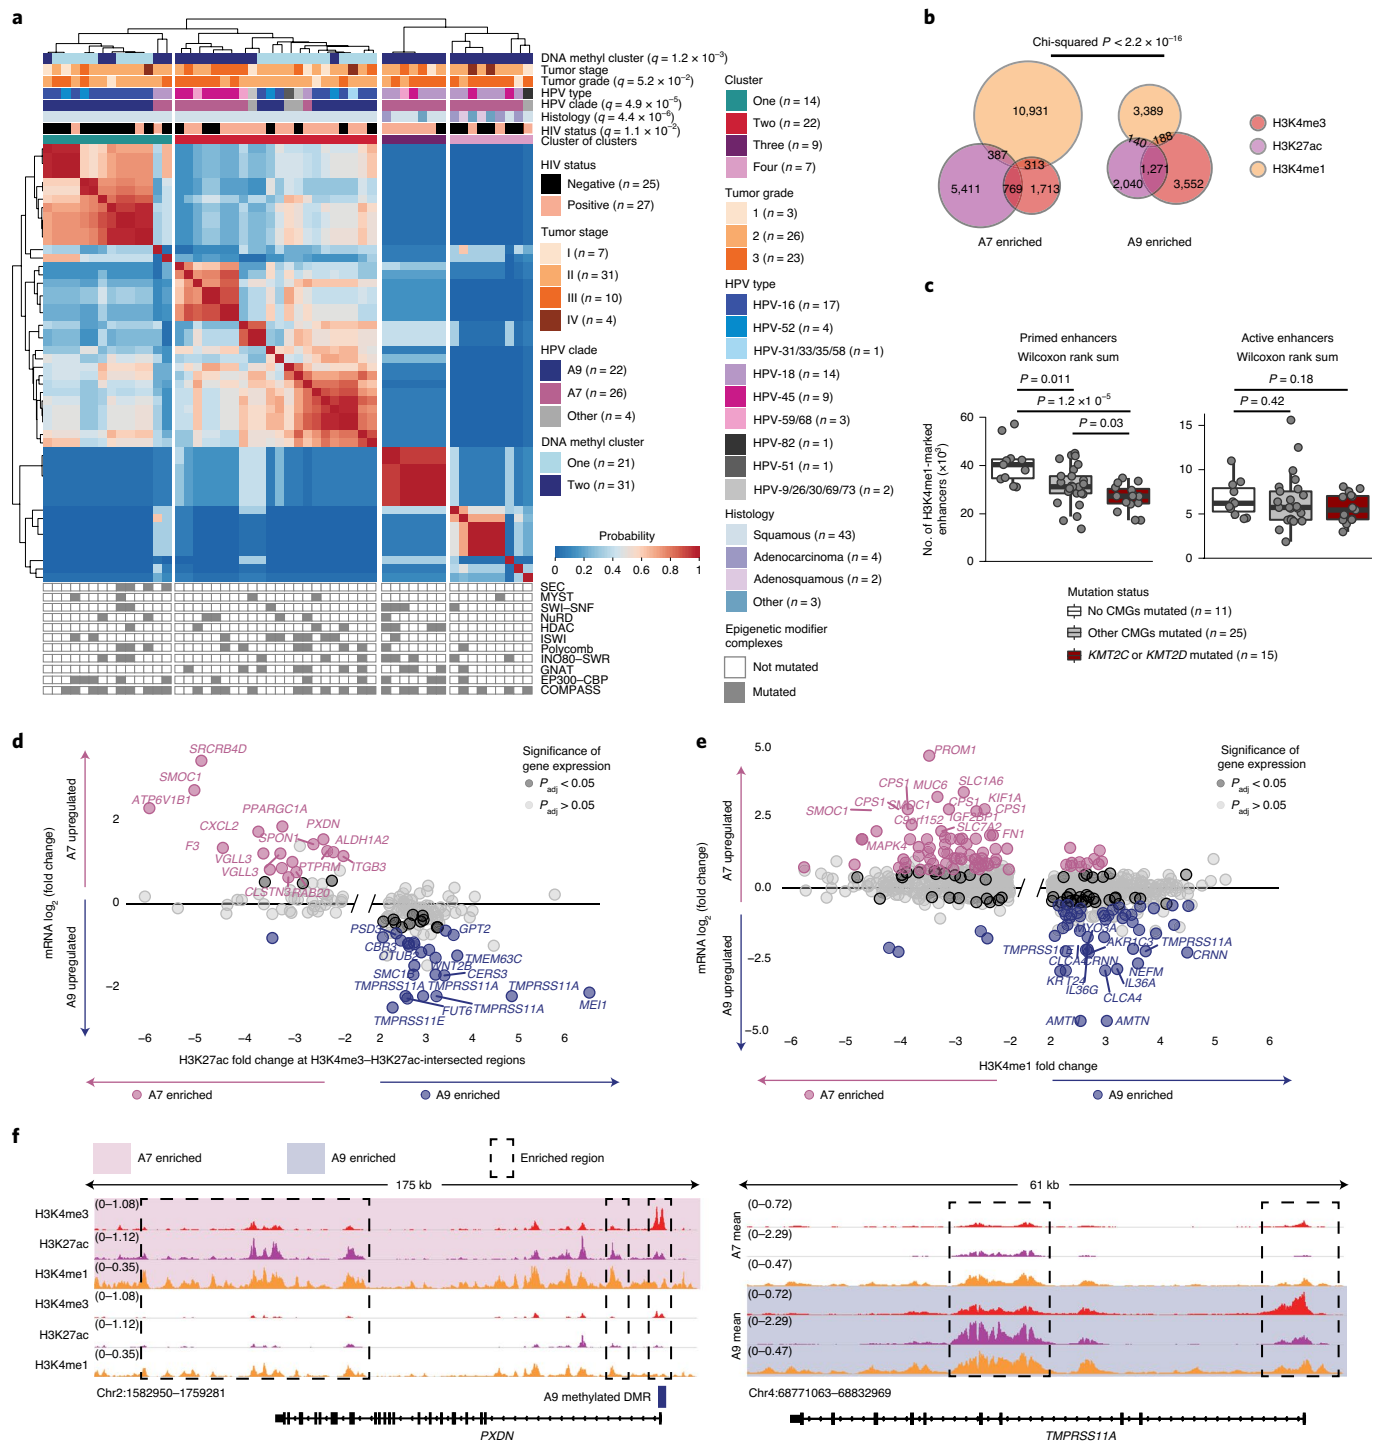 a
DNA methyl cluster (q = 1.2 × 10−3)
Tumor stage
Tumor grade (q = 5.2 × 10−2)
HPV type
HPV clade (q = 4.9 × 10−5)
Histology (q = 4.4 × 10−6)
HIV status (q = 1.1 × 10−2)
Cluster of clusters
HIV status
Negative (n = 25)
Positive (n = 27)
Tumor stage
I (n = 7)
II (n = 31)
III (n = 10)
IV (n = 4)
HPV clade
A9 (n = 22)
A7 (n = 26)
Other (n = 4)
DNA methyl cluster
One (n = 21)
Two (n = 31)
Probability
0 0.2 0.4 0.6 0.8 1
SEC
MYST
SWI–SNF
NuRD
HDAC
ISWI
Polycomb
INO80–SWR
GNAT
EP300–CBP
COMPASS
Cluster
One (n = 14)
Two (n = 22)
Three (n = 9)
Four (n = 7)
Tumor grade
1 (n = 3)
2 (n = 26)
3 (n = 23)
HPV type
HPV-16 (n = 17)
HPV-52 (n = 4)
HPV-31/33/35/58 (n = 1)
HPV-18 (n = 14)
HPV-45 (n = 9)
HPV-59/68 (n = 3)
HPV-82 (n = 1)
HPV-51 (n = 1)
HPV-9/26/30/69/73 (n = 2)
Histology
Squamous (n = 43)
Adenocarcinoma (n = 4)
Adenosquamous (n = 2)
Other (n = 3)
Epigenetic modifier
complexes
Not mutated
Mutated
b
Chi-squared P < 2.2 × 10−16
10,931
387
313
5,411
769
1,713
A7 enriched
3,389
140
188
1,271
2,040
3,552
A9 enriched
H3K4me3
H3K27ac
H3K4me1
c
Primed enhancers
Wilcoxon rank sum
P = 0.011
P = 1.2 ×10 −5
P = 0.03
No. of H3K4me1-marked
enhancers (×10³)
60
40
20
0
Active enhancers
Wilcoxon rank sum
P = 0.18
P = 0.42
15
10
5
0
Mutation status
No CMGs mutated (n = 11)
Other CMGs mutated (n = 25)
KMT2C or KMT2D mutated (n = 15)
d
A7 upregulated
A9 upregulated
mRNA log2 (fold change)
2
0
−2
SRCRB4D
SMOC1
ATP6V1B1
PPARGC1A
CXCL2
PXDN
SPON1
ALDH1A2
F3
VGLL3
PTPRM
ITGB3
VGLL3
CLSTN3
RAB20
Significance of
gene expression
Padj < 0.05
Padj > 0.05
PSD3
GPT2
CBR3
OTUB2
TMEM63C
WNT2B
SMC1B
CERS3
TMPRSS11A
TMPRSS11A
TMPRSS11A
MEI1
FUT6
TMPRSS11A
TMPRSS11E
−6 −5 −4 −3 −2 2 3 4 5 6
H3K27ac fold change at H3K4me3–H3K27ac-intersected regions
A7 enriched
A9 enriched
e
A7 upregulated
A9 upregulated
mRNA log2 (fold change)
5.0
2.5
0.0
−2.5
−5.0
PROM1
CPS1
MUC6
SLC1A6
CPS1
SMOC1
CPS1
KIF1A
SMOC1
CPS1
C9orf152
IGF2BP1
SLC7A2
FN1
MAPK4
Significance of
gene expression
Padj < 0.05
Padj > 0.05
MYO3A
TMPRSS11E
AKR1C3
TMPRSS11A
CLCA4
CRNN
CRNN
NEFM
KRT24
IL36G
IL36A
CLCA4
AMTN
AMTN
−6 −5 −4 −3 −2 2 3 4 5 6
H3K4me1 fold change
A7 enriched
A9 enriched
f
A7 enriched
A9 enriched
Enriched region
175 kb
H3K4me3
(0–1.08)
H3K27ac
(0–1.12)
H3K4me1
(0–0.35)
H3K4me3
(0–1.08)
H3K27ac
(0–1.12)
H3K4me1
(0–0.35)
Chr2:1582950–1759281
A9 methylated DMR
PXDN
61 kb
A7 mean
(0–0.72)
(0–2.29)
(0–0.47)
A9 mean
(0–0.72)
(0–2.29)
(0–0.47)
Chr4:68771063–68832969
TMPRSS11A